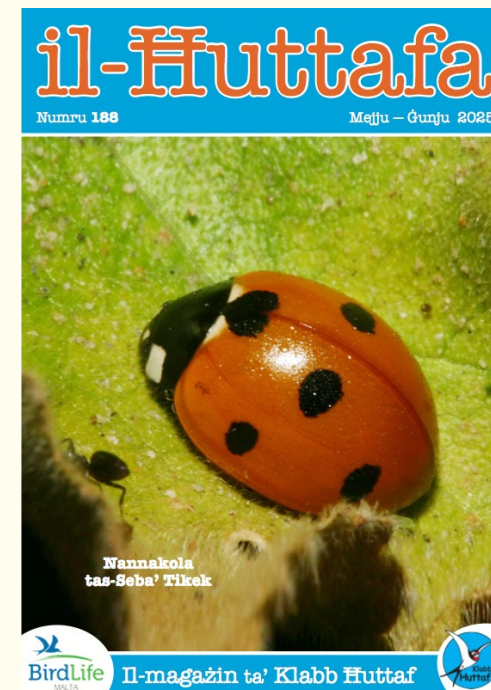 il-Ħuttafa
Numru 188
Mejju – Ġunju 2025
Nannakola
tas-Seba’ Tikek
BirdLife
MALTA
Il-magażin ta’ Klabb Ħuttaf
Klabb
Ħuttaf